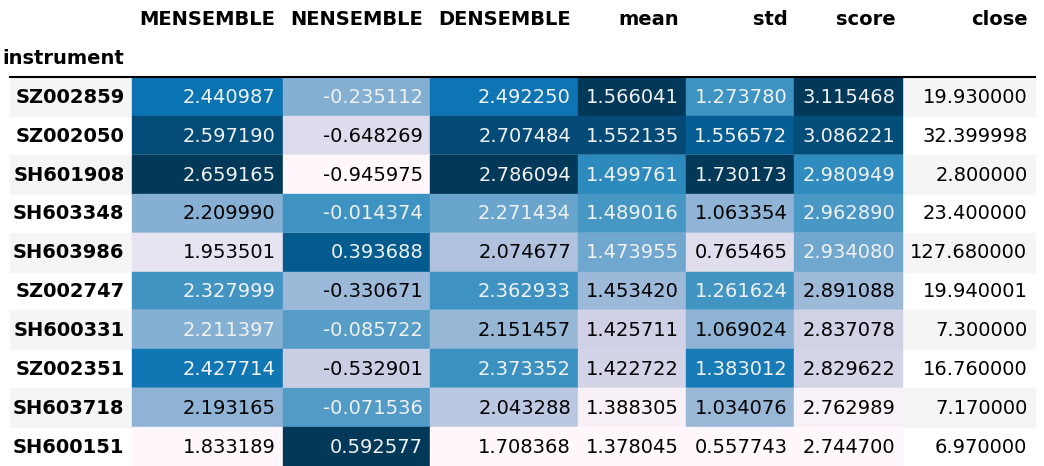 MENSEMBLE NENSEMBLE DENSEMBLE mean std score close
instrument
SZ002859 2.440987 -0.235112 2.492250 1.566041 1.273780 3.115468 19.930000
SZ002050 2.597190 -0.648269 2.707484 1.552135 1.556572 3.086221 32.399998
SH601908 2.659165 -0.945975 2.786094 1.499761 1.730173 2.980949 2.800000
SH603348 2.209990 -0.014374 2.271434 1.489016 1.063354 2.962890 23.400000
SH603986 1.953501 0.393688 2.074677 1.473955 0.765465 2.934080 127.680000
SZ002747 2.327999 -0.330671 2.362933 1.453420 1.261624 2.891088 19.940001
SH600331 2.211397 -0.085722 2.151457 1.425711 1.069024 2.837078 7.300000
SZ002351 2.427714 -0.532901 2.373352 1.422722 1.383012 2.829622 16.760000
SH603718 2.193165 -0.071536 2.043288 1.388305 1.034076 2.762989 7.170000
SH600151 1.833189 0.592577 1.708368 1.378045 0.557743 2.744700 6.970000